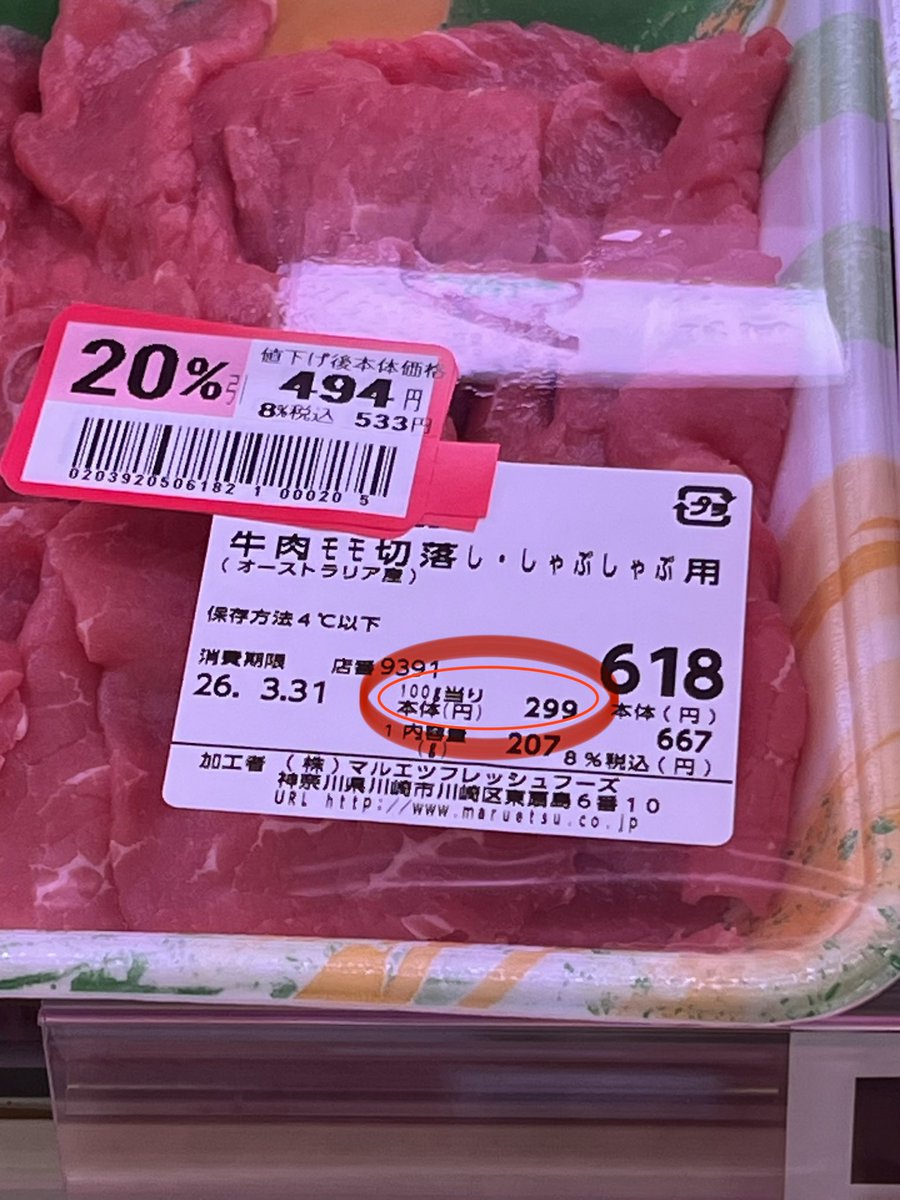 20%引
値下げ後本体価格
494円
8%税込 533円
0203920506182 1 00020 5
プラ
牛肉モモ切落し・しゃぶしゃぶ用
(オーストラリア産)
保存方法4℃以下
消費期限 店番9391
26. 3.31
100g当り
本体(円) 299
618
本体(円)
1 内容量
(g) 207
667
8%税込(円)
加工者 (株)マルエツフレッシュフーズ
神奈川県川崎市川崎区東扇島6番10
URL http://www.maruetsu.co.jp